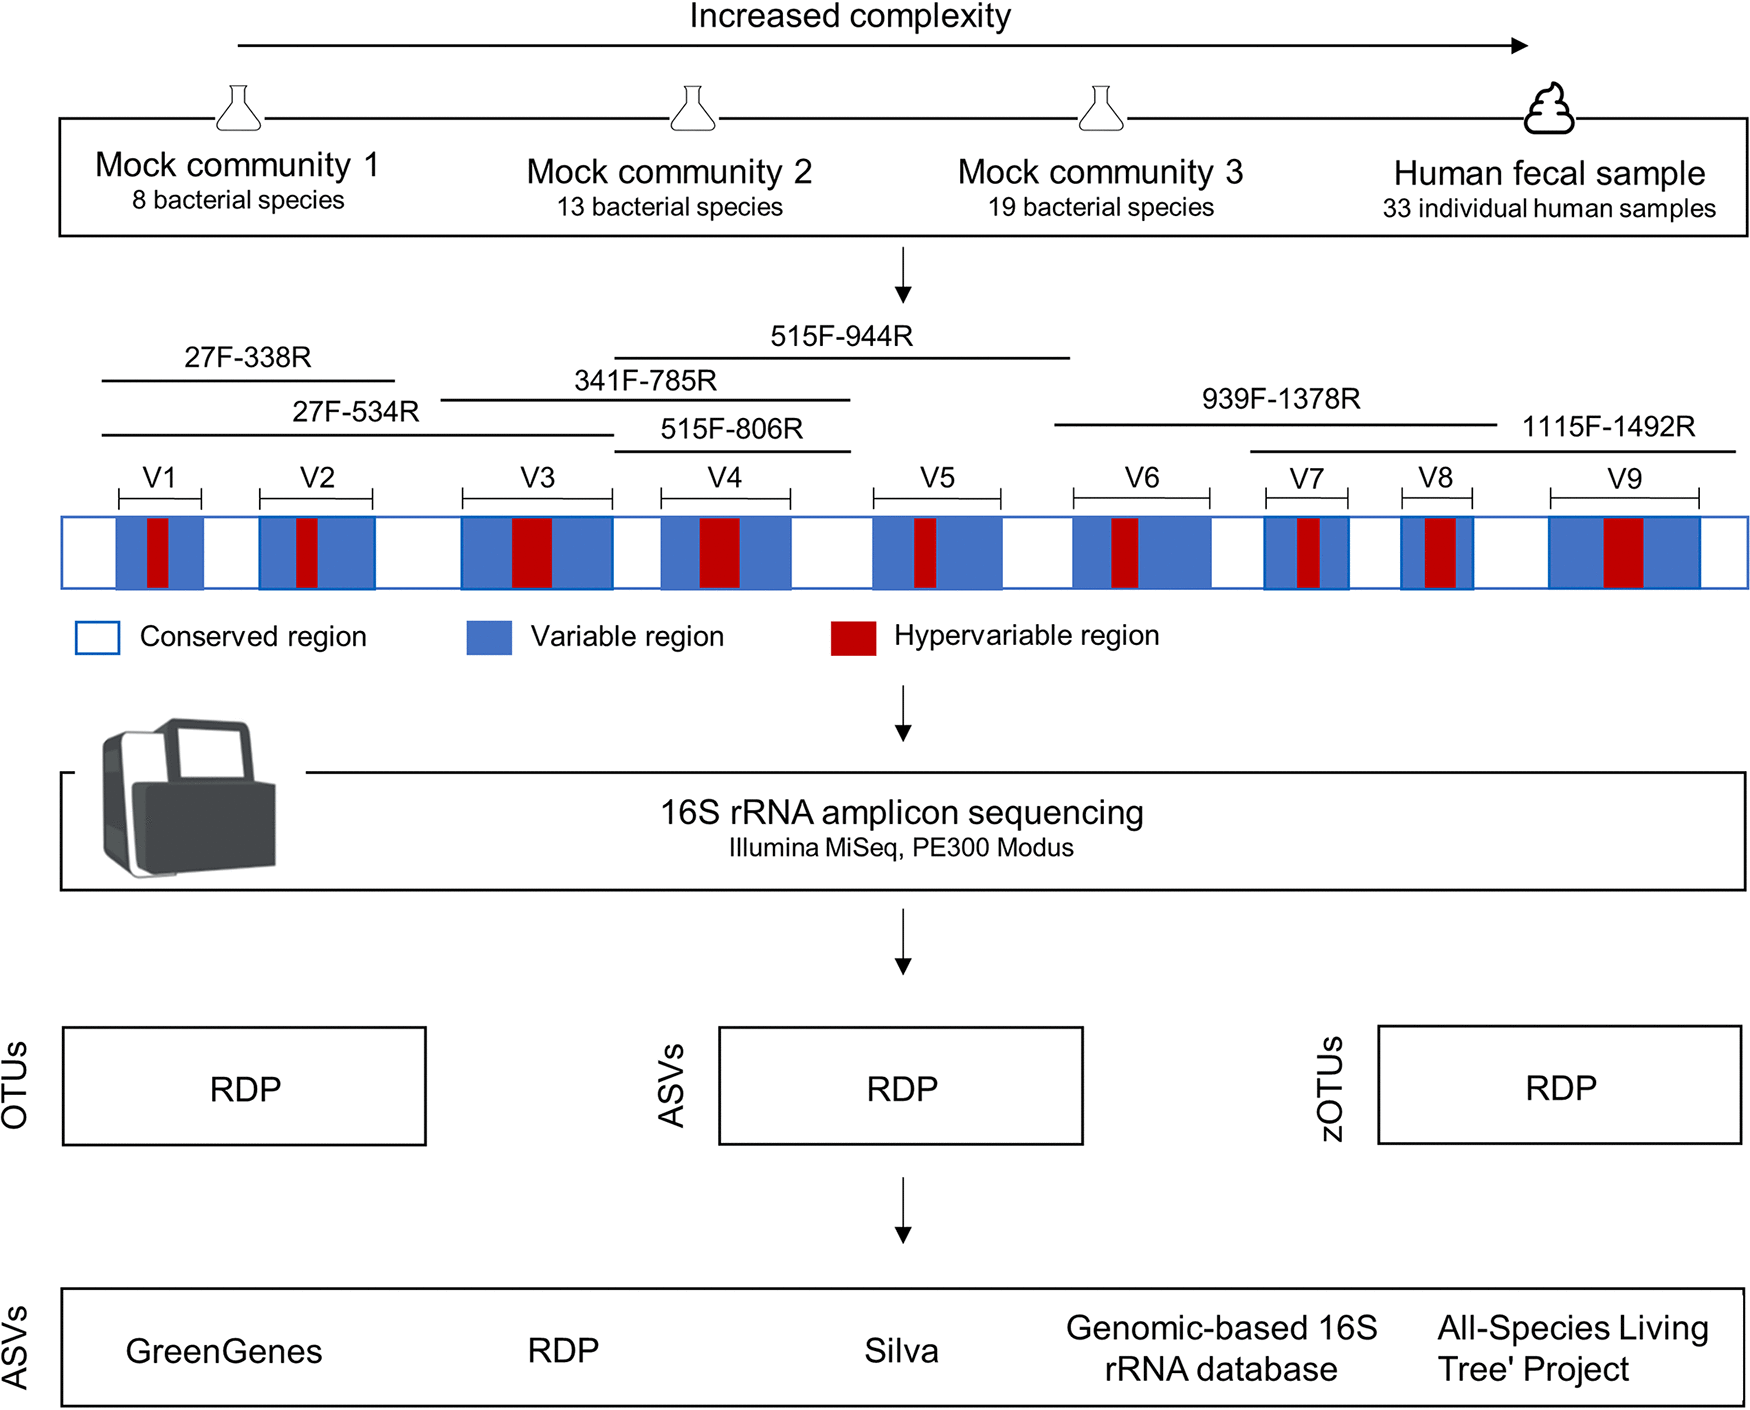 Increased complexity
Mock community 1
8 bacterial species
Mock community 2
13 bacterial species
Mock community 3
19 bacterial species
Human fecal sample
33 individual human samples
515F-944R
27F-338R
341F-785R
939F-1378R
27F-534R
515F-806R
1115F-1492R
V1
V2
V3
V4
V5
V6
V7
V8
V9
Conserved region
Variable region
Hypervariable region
16S rRNA amplicon sequencing
Illumina MiSeq, PE300 Modus
OTUs
RDP
ASVs
RDP
zOTUs
RDP
ASVs
GreenGenes
RDP
Silva
Genomic-based 16S
rRNA database
All-Species Living
Tree' Project